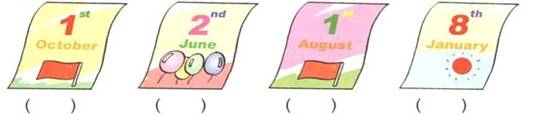 1st
October
2nd
June
1st
August
8th
January
(    )
(    )
(    )
(    )